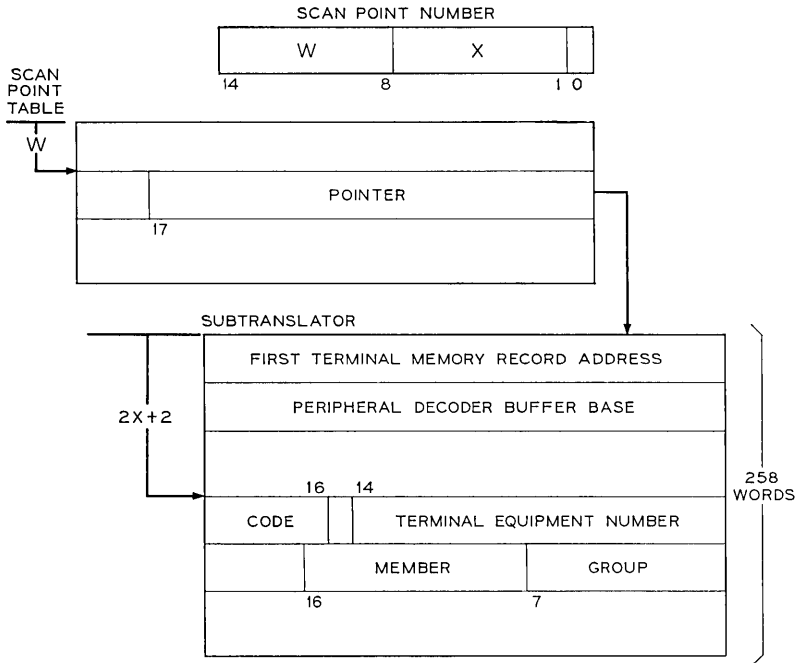 SCAN POINT NUMBER
W X
14 8 1 0
SCAN
POINT
TABLE
W
POINTER
17
SUBTRANSLATOR
FIRST TERMINAL MEMORY RECORD ADDRESS
PERIPHERAL DECODER BUFFER BASE
2X+2
258
WORDS
16 14
CODE TERMINAL EQUIPMENT NUMBER
MEMBER GROUP
16 7